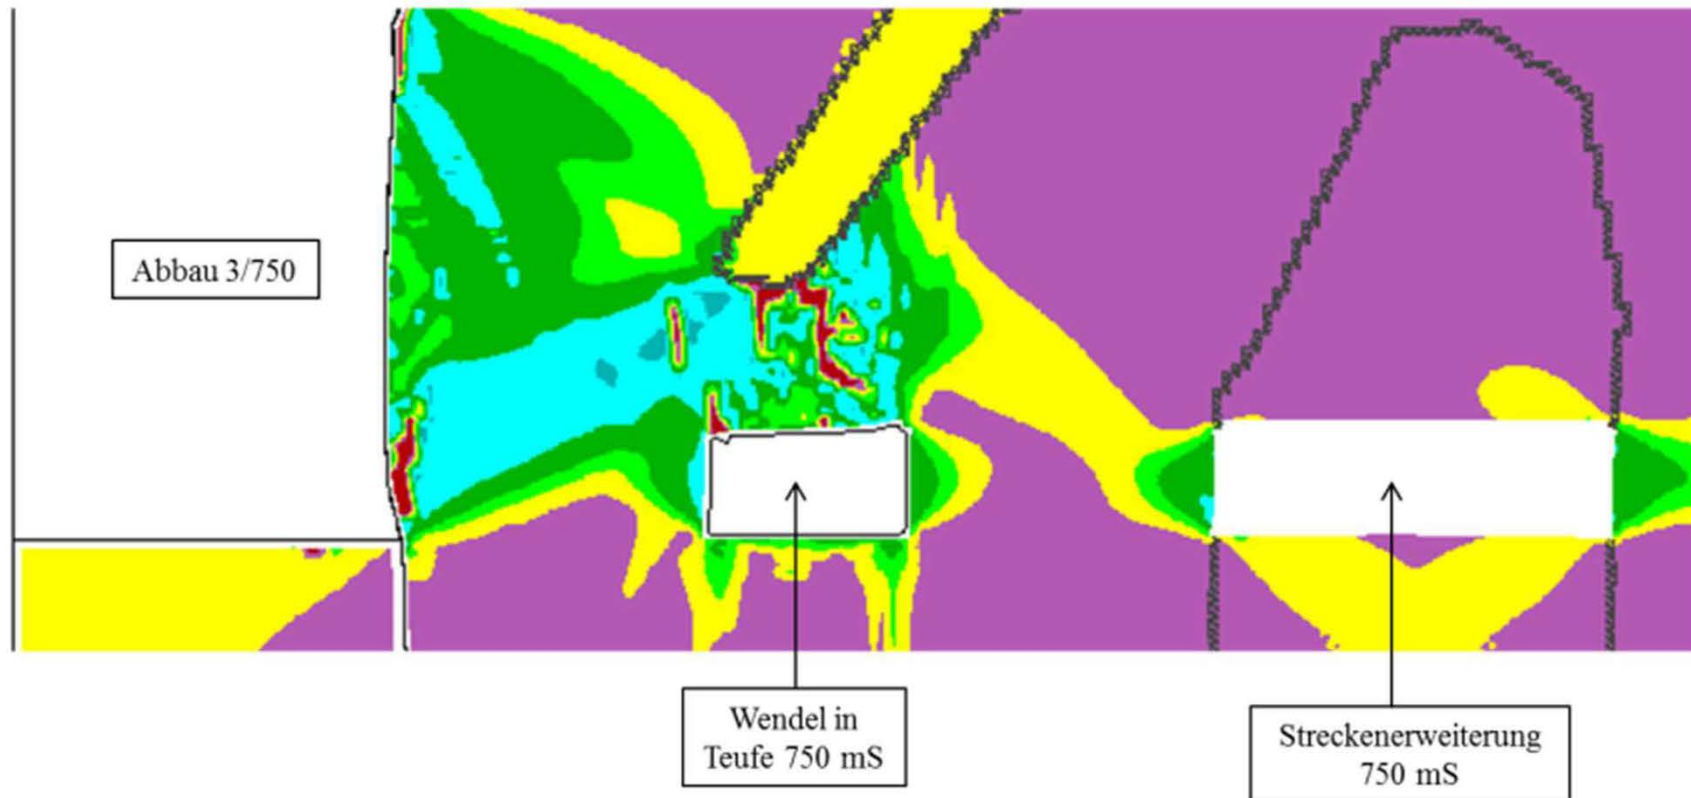 Abbau 3/750
Wendel in
Teufe 750 mS
Streckenerweiterung
750 mS